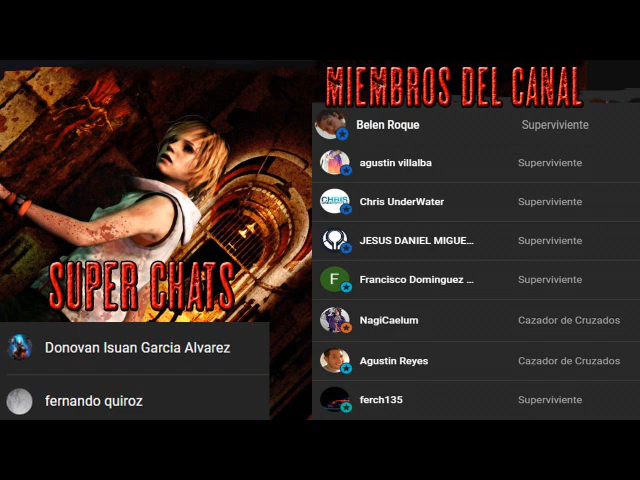 SUPER CHATS
Donovan Isuan Garcia Alvarez
fernando quiroz
MIEMBROS DEL CANAL
Belen Roque Superviviente
agustin villalba Superviviente
CHRIS
Chris UnderWater Superviviente
JESUS DANIEL MIGUE... Superviviente
F
Francisco Dominguez ... Superviviente
NagiCaelum Cazador de Cruzados
Agustin Reyes Cazador de Cruzados
ferch135 Superviviente